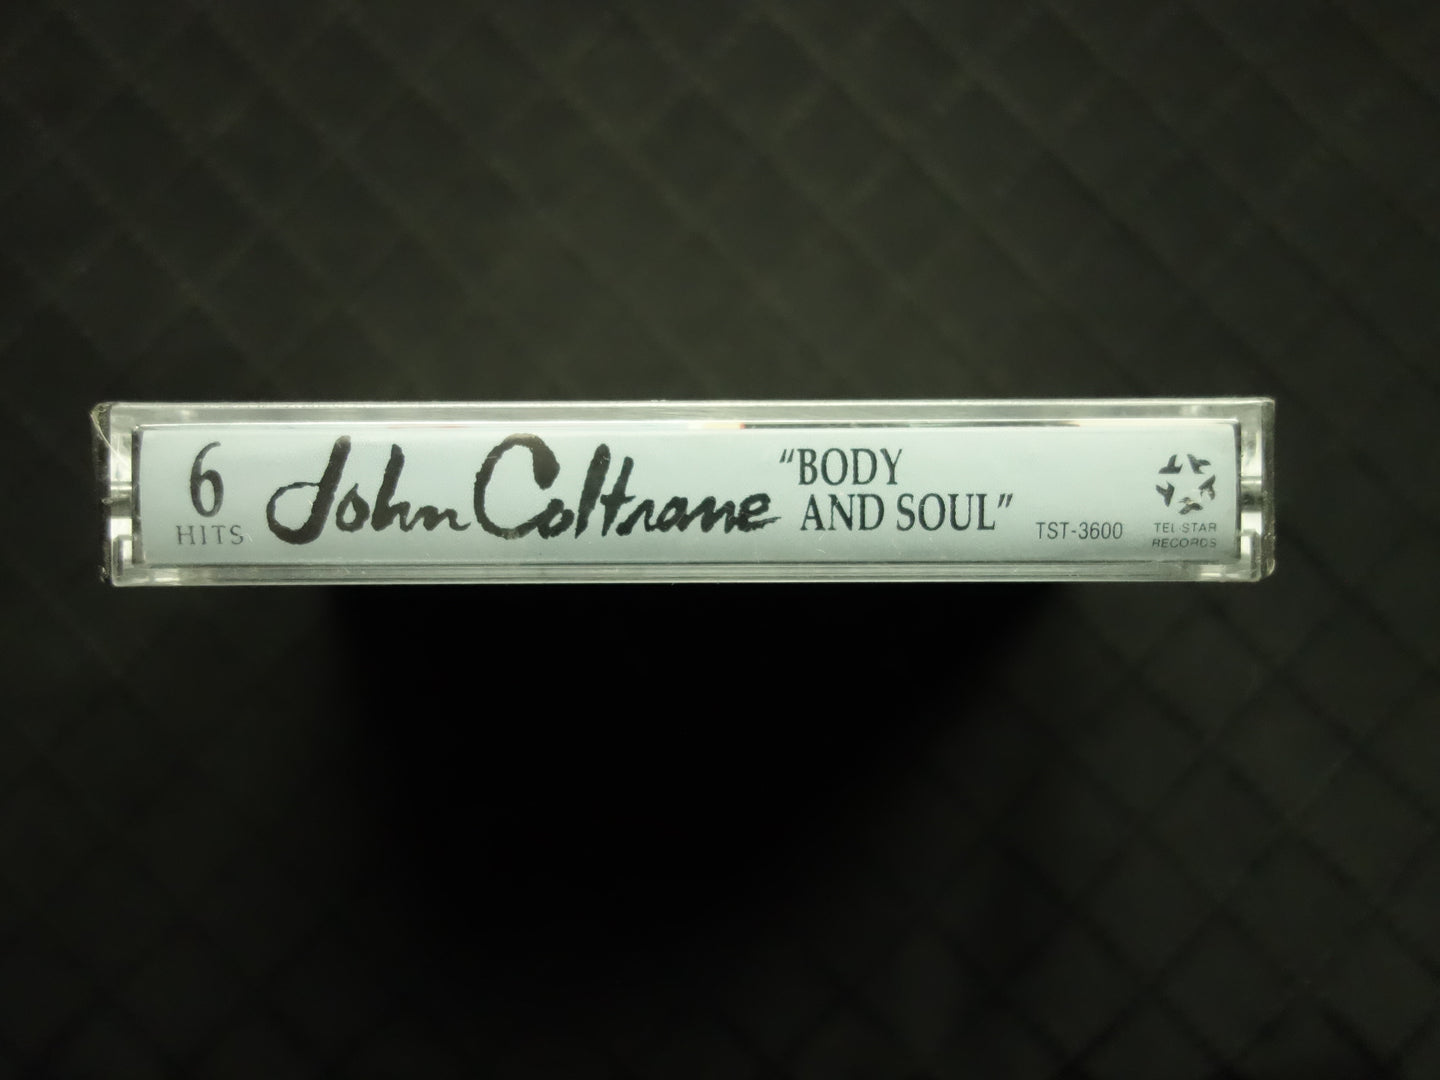 6
HITS
John Coltrane
"BODY
AND SOUL"
TST-3600
TEL-STAR
RECORDS